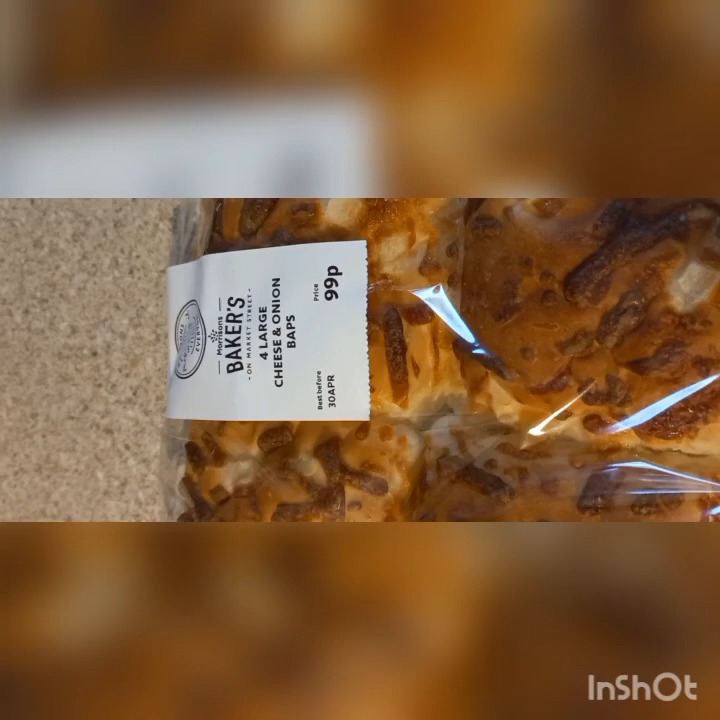 Morrisons
BAKER'S
- ON MARKET STREET -
4 LARGE
CHEESE & ONION
BAPS
Best before
30APR
Price
99p
InShOt